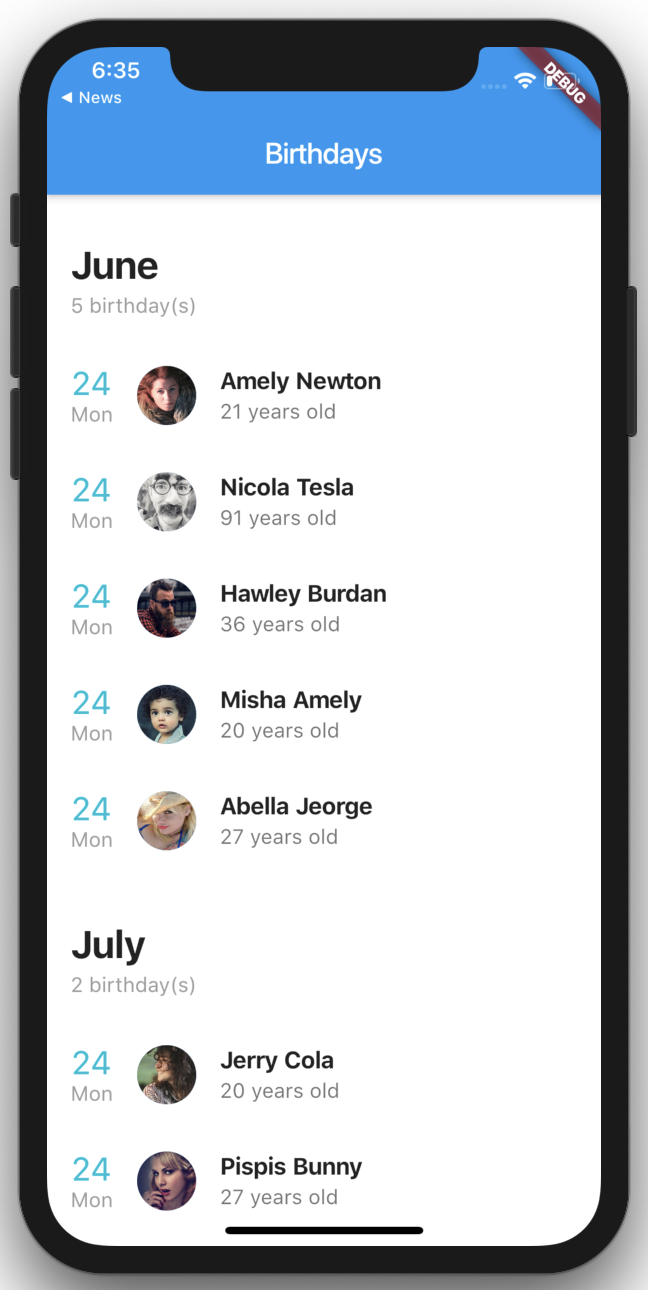 6:35
◀ News
DEBUG
Birthdays
June
5 birthday(s)
24
Mon
Amely Newton
21 years old
24
Mon
Nicola Tesla
91 years old
24
Mon
Hawley Burdan
36 years old
24
Mon
Misha Amely
20 years old
24
Mon
Abella Jeorge
27 years old
July
2 birthday(s)
24
Mon
Jerry Cola
20 years old
24
Mon
Pispis Bunny
27 years old